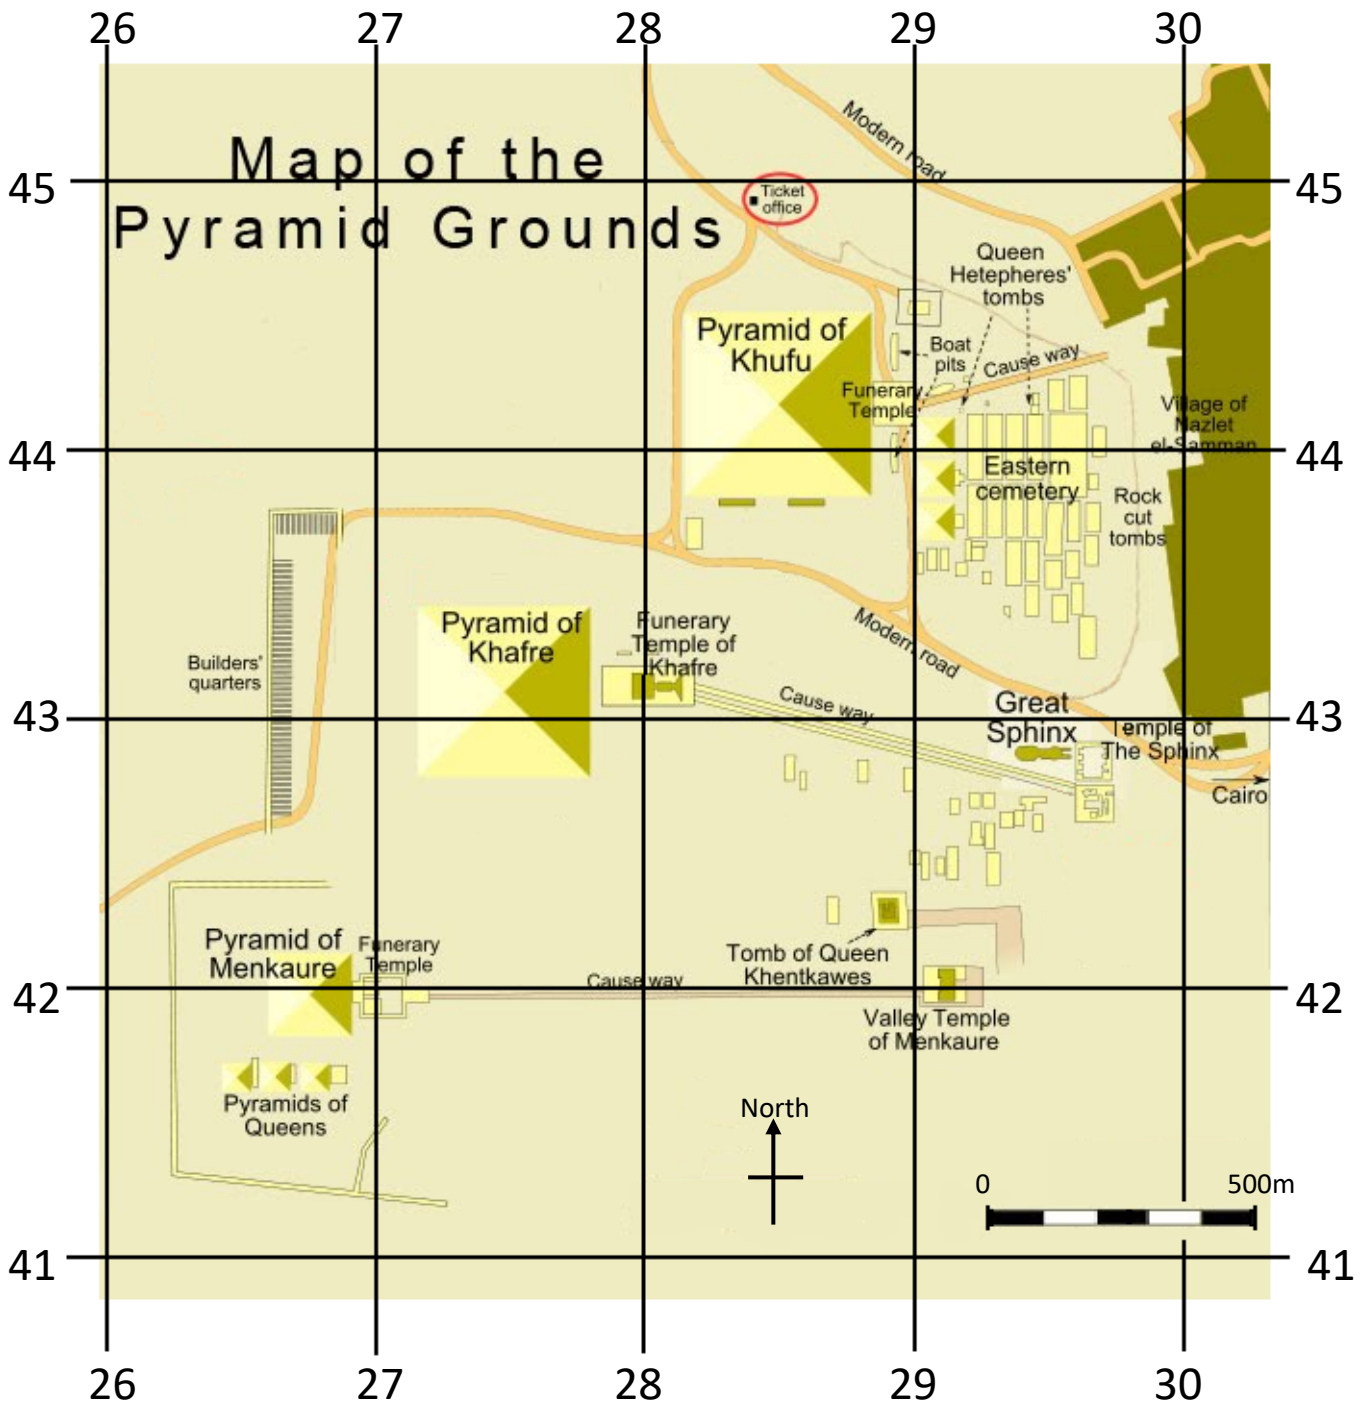 26 27 28 29 30
Modern road
Map of the
45 45
Ticket
office
Pyramid Grounds
Queen
Hetepheres'
tombs
Pyramid of
Khufu
Boat
pits
Cause way
Funerary
Temple
Village of
Nazlet
el-Samman
44 44
Eastern
cemetery
Rock
cut
tombs
Pyramid of
Khafre
Funerary
Temple of
Khafre
Modern road
Builders'
quarters
Cause way
Great
Sphinx
43 43
Temple of
The Sphinx
Cairo
Pyramid of
Menkaure
Funerary
Temple
Tomb of Queen
Khentkawes
Cause way
42 42
Valley Temple
of Menkaure
Pyramids of
Queens
North
0 500m
41 41
26 27 28 29 30